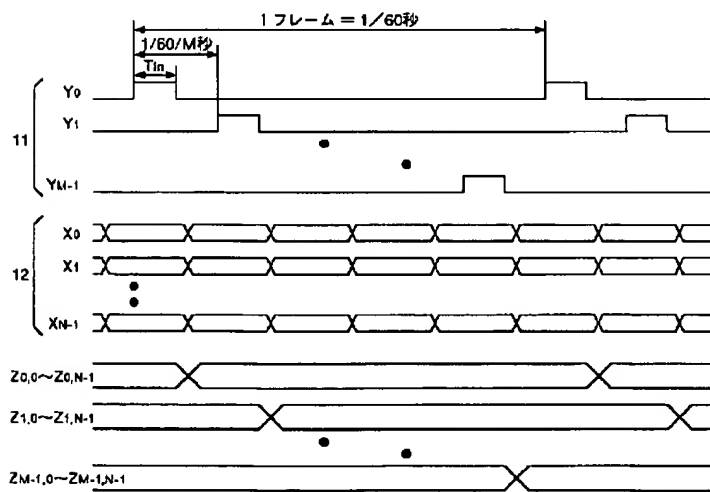 1 フレーム = 1/60秒
1/60/M秒
Tin
Y0
Y1
11
YM-1
X0
X1
12
XN-1
Z0,0～Z0,N-1
Z1,0～Z1,N-1
ZM-1,0～ZM-1,N-1